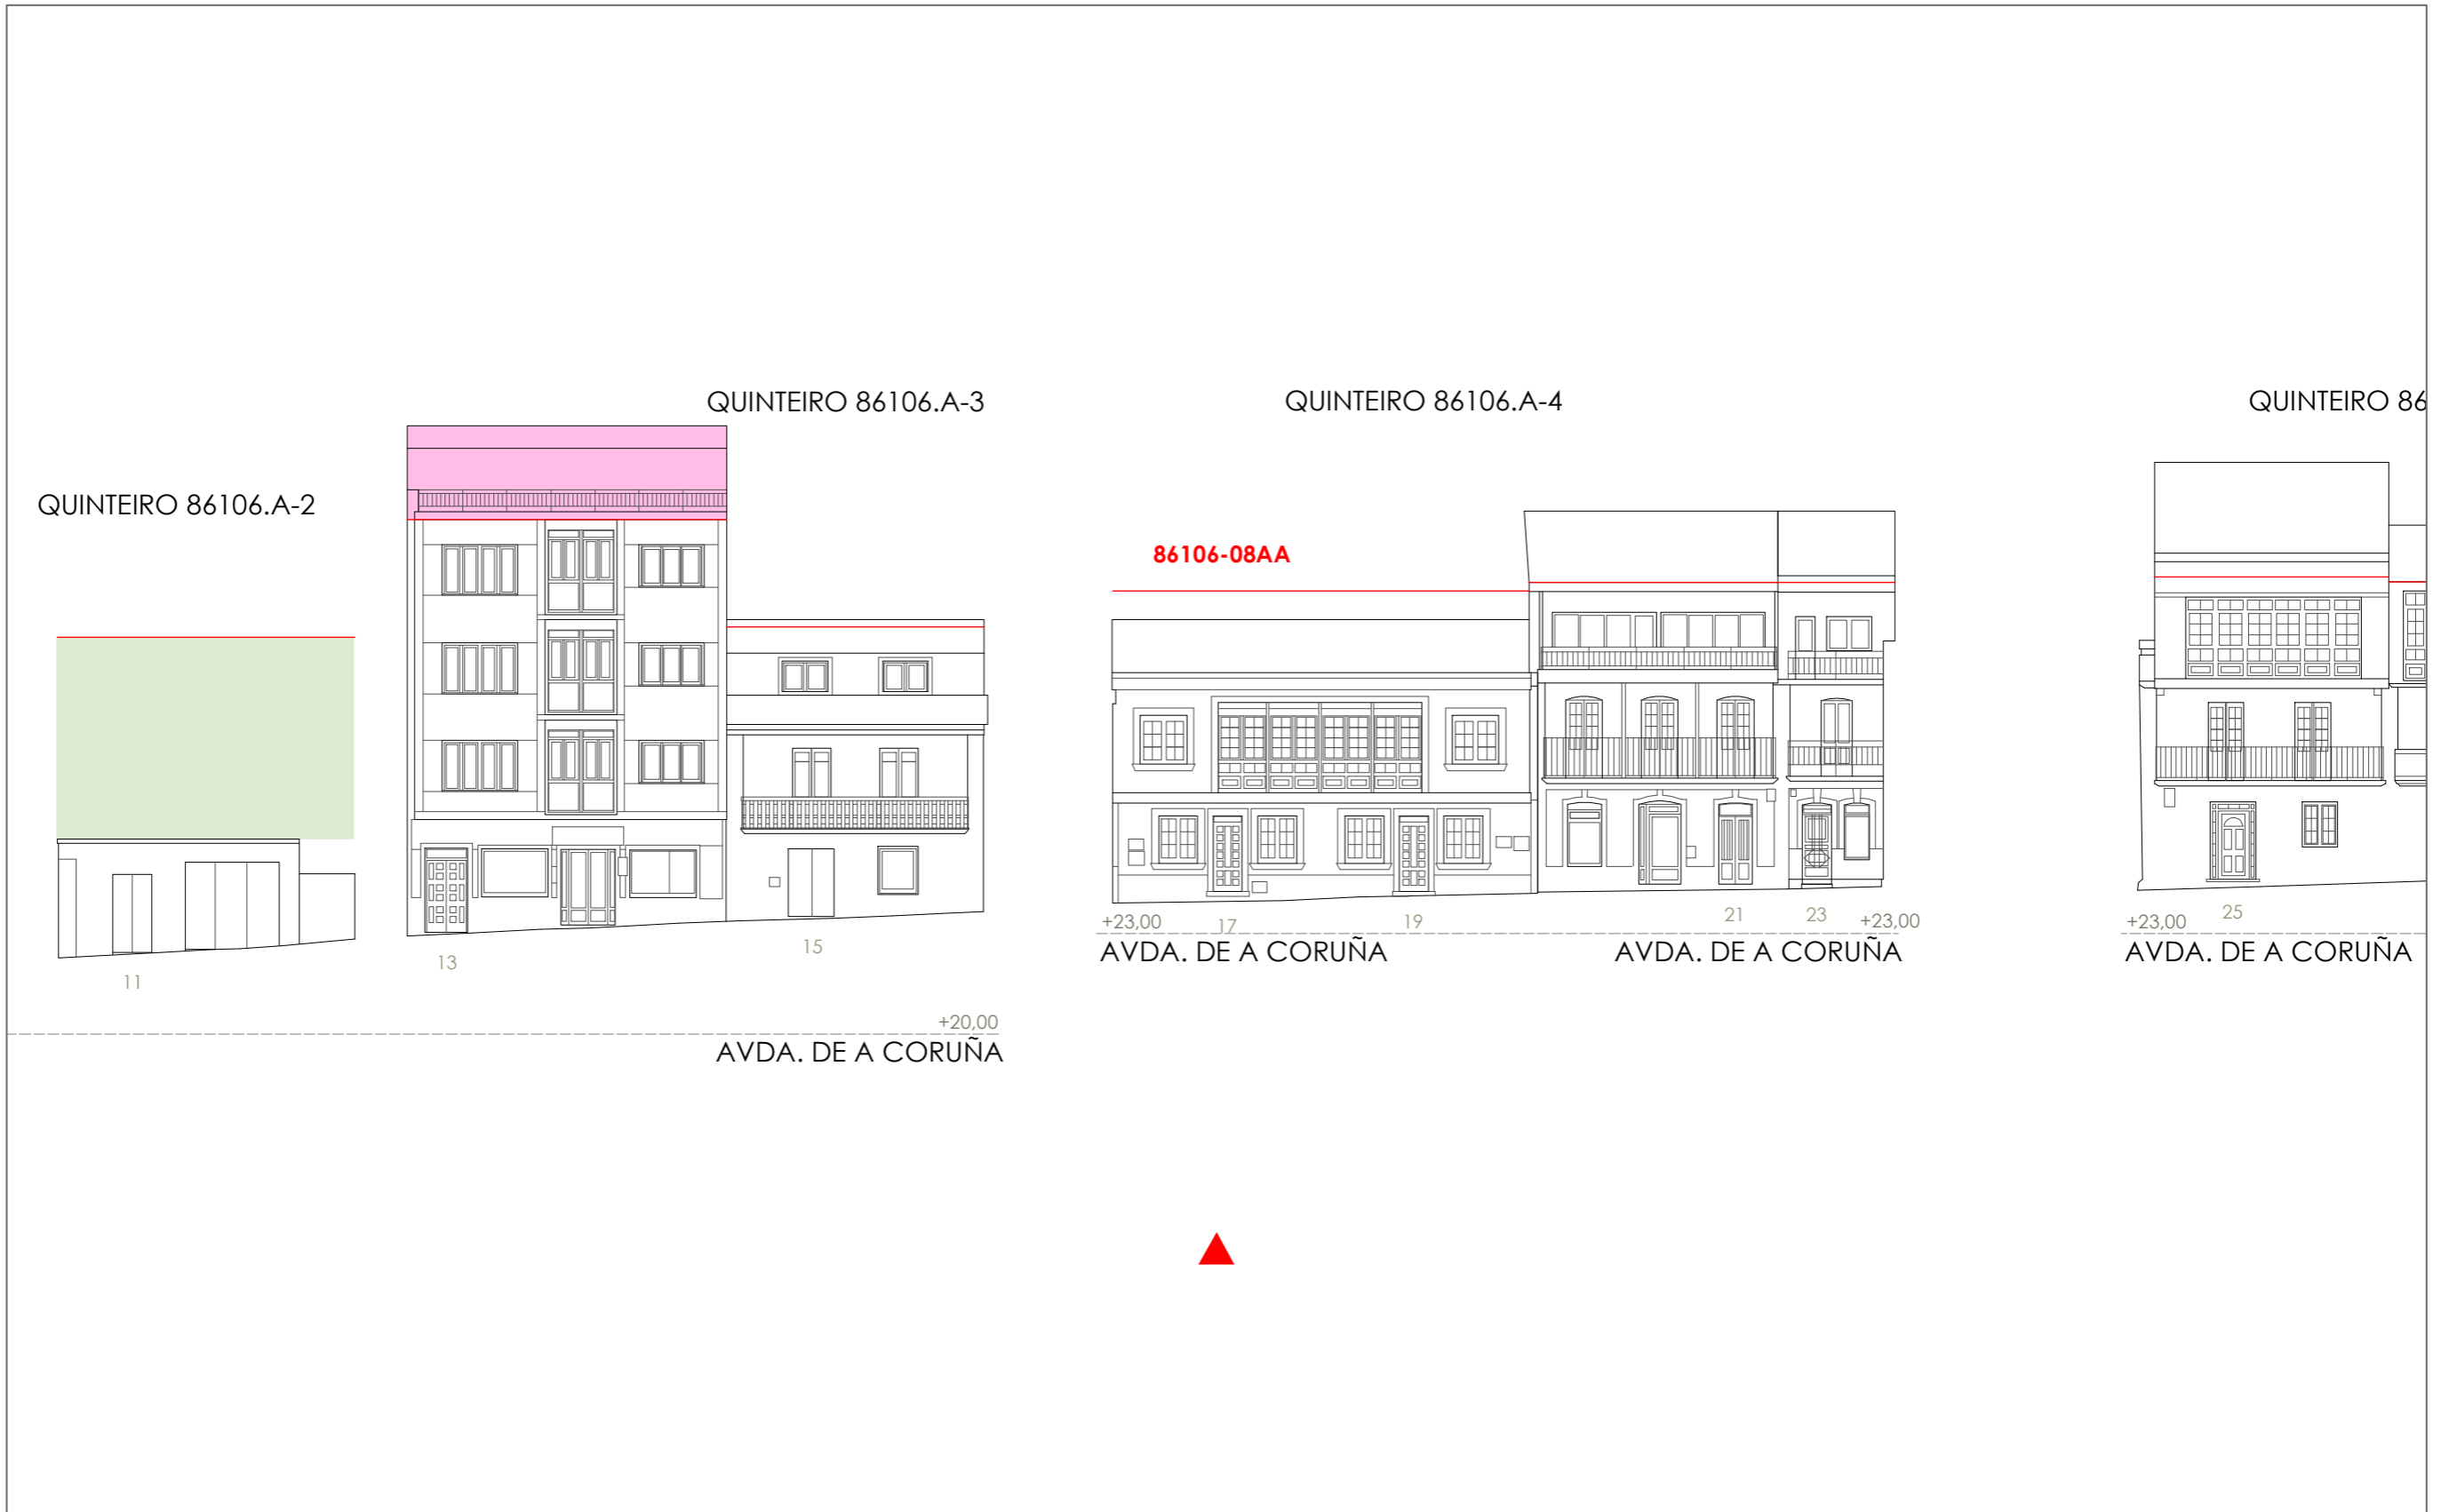 QUINTEIRO 86106.A-3
QUINTEIRO 86106.A-4
QUINTEIRO 86
QUINTEIRO 86106.A-2
86106-08AA
+23,00
17
19
21
23
+23,00
+23,00
25
AVDA. DE A CORUÑA
AVDA. DE A CORUÑA
AVDA. DE A CORUÑA
15
13
11
+20,00
AVDA. DE A CORUÑA